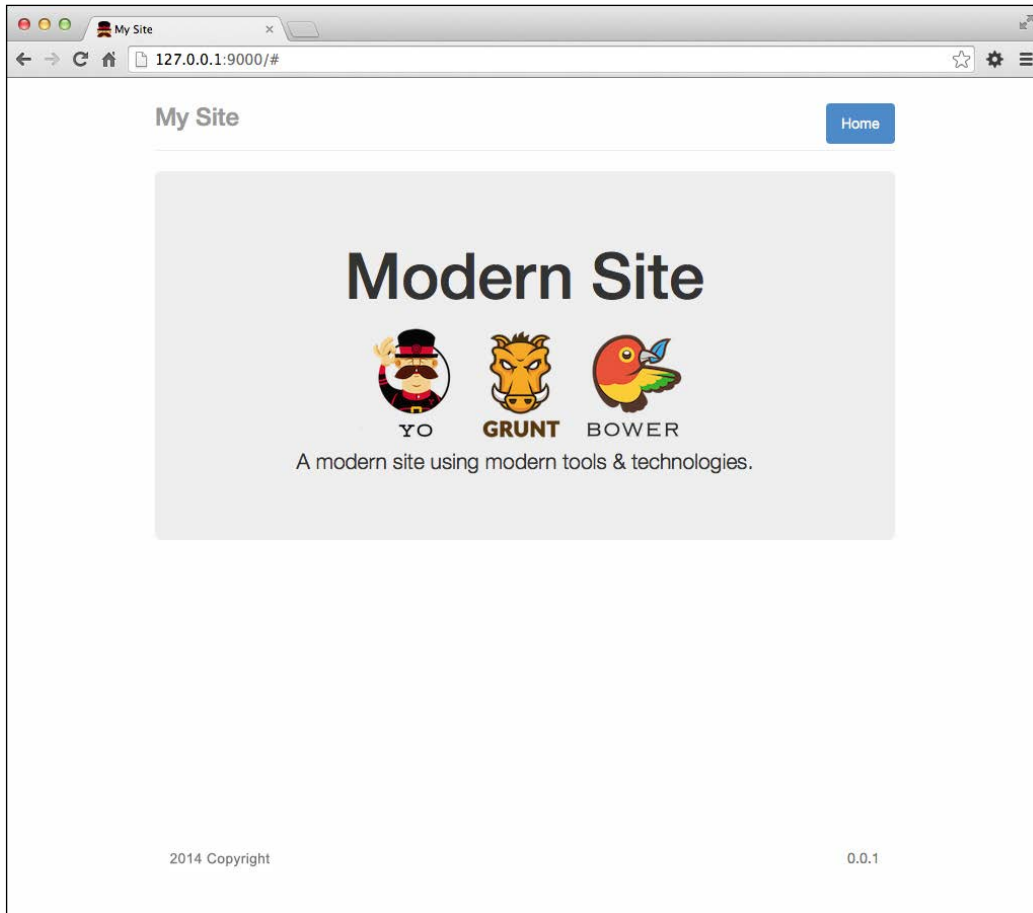 My Site
127.0.0.1:9000/#
My Site
Home
Modern Site
YO GRUNT BOWER
A modern site using modern tools & technologies.
2014 Copyright
0.0.1